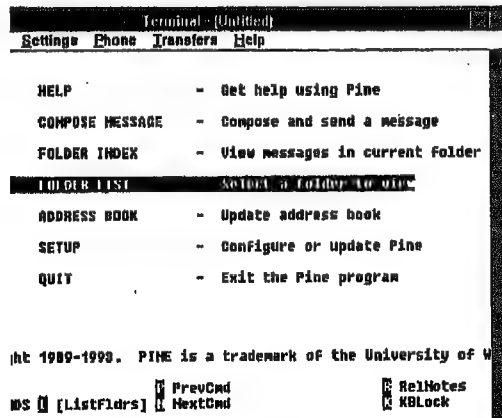 Terminal - (Untitled)
Settings Phone Transfers Help
HELP - Get help using Pine
COMPOSE MESSAGE - Compose and send a message
FOLDER INDEX - View messages in current folder
FOLDER LIST - Select a folder to view
ADDRESS BOOK - Update address book
SETUP - Configure or update Pine
QUIT - Exit the Pine program
ght 1989-1993. PINE is a trademark of the University of W
P PrevCmd R RelNotes
MDS L [ListFldrs] N NextCmd K KBLock